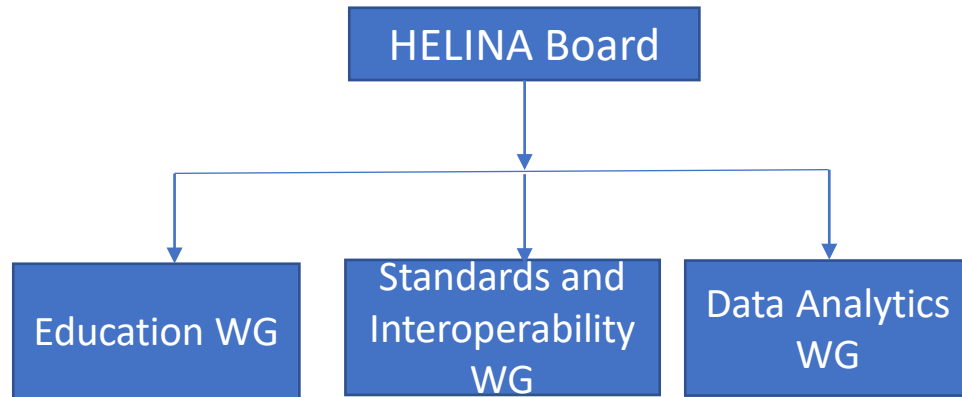 HELINA Board
Education WG
Standards and
Interoperability
WG
Data Analytics
WG